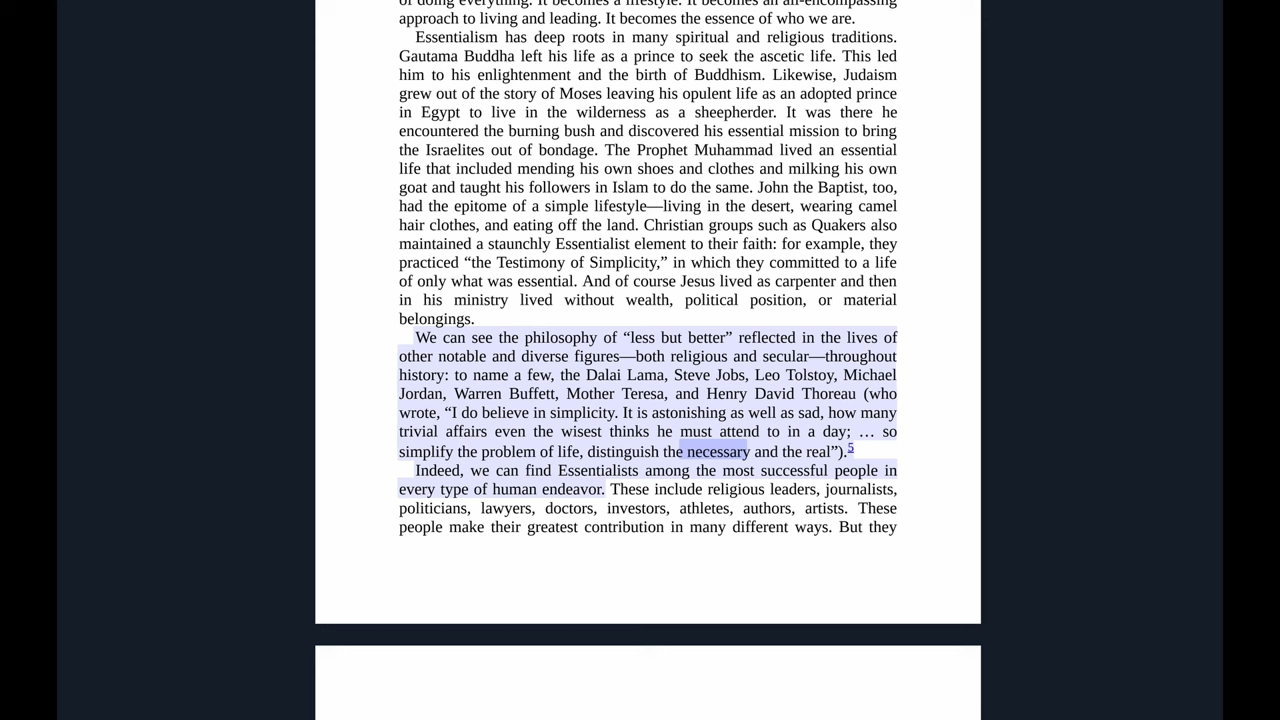 of doing everything. It becomes a lifestyle. It becomes an all-encompassing
approach to living and leading. It becomes the essence of who we are.
Essentialism has deep roots in many spiritual and religious traditions.
Gautama Buddha left his life as a prince to seek the ascetic life. This led
him to his enlightenment and the birth of Buddhism. Likewise, Judaism
grew out of the story of Moses leaving his opulent life as an adopted prince
in Egypt to live in the wilderness as a sheepherder. It was there he
encountered the burning bush and discovered his essential mission to bring
the Israelites out of bondage. The Prophet Muhammad lived an essential
life that included mending his own shoes and clothes and milking his own
goat and taught his followers in Islam to do the same. John the Baptist, too,
had the epitome of a simple lifestyle—living in the desert, wearing camel
hair clothes, and eating off the land. Christian groups such as Quakers also
maintained a staunchly Essentialist element to their faith: for example, they
practiced “the Testimony of Simplicity,” in which they committed to a life
of only what was essential. And of course Jesus lived as carpenter and then
in his ministry lived without wealth, political position, or material
belongings.
We can see the philosophy of “less but better” reflected in the lives of
other notable and diverse figures—both religious and secular—throughout
history: to name a few, the Dalai Lama, Steve Jobs, Leo Tolstoy, Michael
Jordan, Warren Buffett, Mother Teresa, and Henry David Thoreau (who
wrote, “I do believe in simplicity. It is astonishing as well as sad, how many
trivial affairs even the wisest thinks he must attend to in a day; … so
simplify the problem of life, distinguish the necessary and the real”).5
Indeed, we can find Essentialists among the most successful people in
every type of human endeavor. These include religious leaders, journalists,
politicians, lawyers, doctors, investors, athletes, authors, artists. These
people make their greatest contribution in many different ways. But they